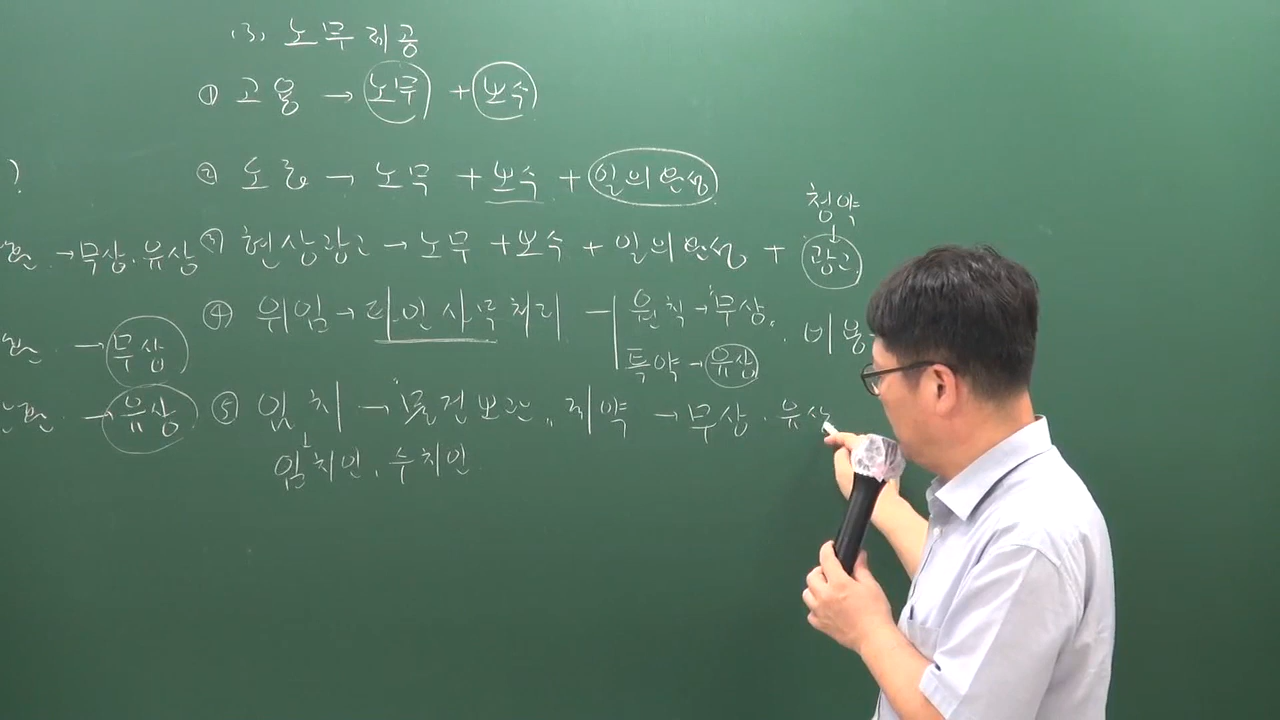 (3) 노무제공
① 고용 → 노무 + 보수
② 도급 → 노무 + 보수 + 일의 완성
?
청약
→ 무상·유상
③ 현상광고 → 노무 + 보수 + 일의 완성 + 광고
④ 위임 → 타인사무처리 원칙 → 무상. 비용
특약 → 유상
→ 무상
→ 유상
⑤ 임치 → "물건보관" 계약 → 무상·유상
임치인, 수치인